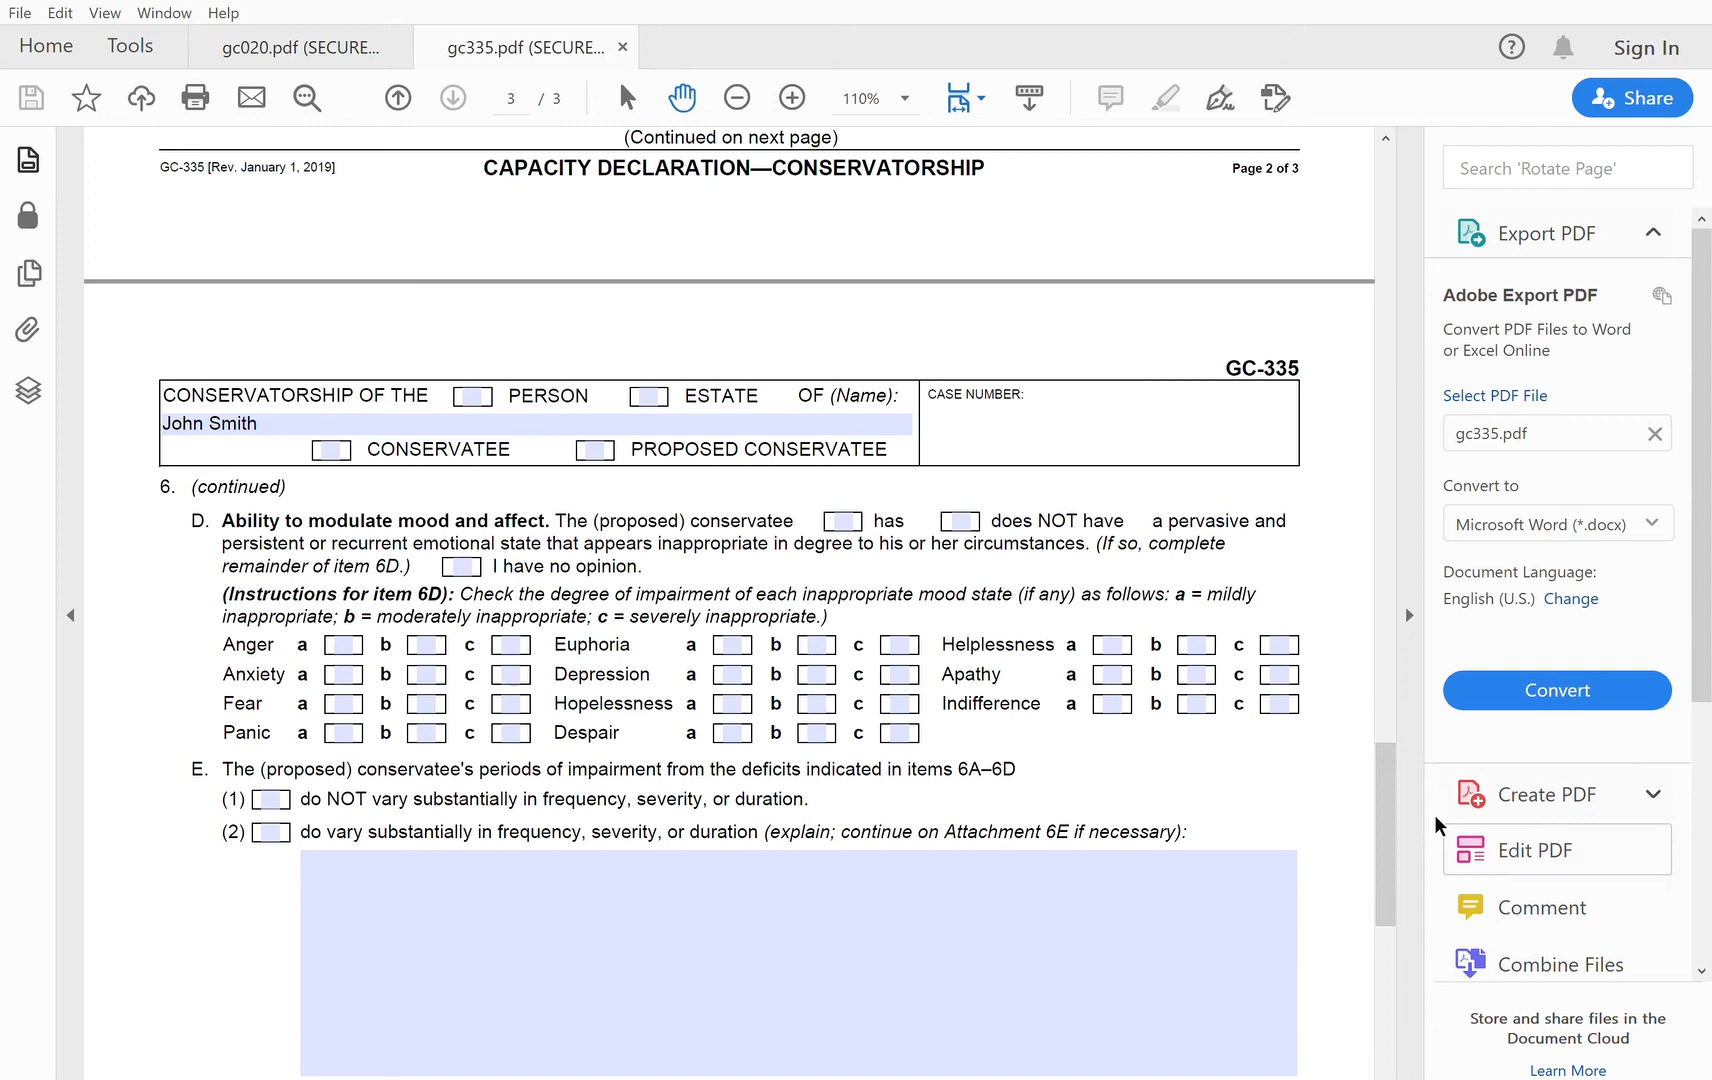 File Edit View Window Help
Home Tools gc020.pdf (SECURE... gc335.pdf (SECURE... ×
? Sign In
3 / 3 110% Share
(Continued on next page)
GC-335 [Rev. January 1, 2019] CAPACITY DECLARATION—CONSERVATORSHIP Page 2 of 3
GC-335
CONSERVATORSHIP OF THE PERSON ESTATE OF (Name): CASE NUMBER:
John Smith
CONSERVATEE PROPOSED CONSERVATEE
6. (continued)
D. Ability to modulate mood and affect. The (proposed) conservatee has does NOT have a pervasive and
persistent or recurrent emotional state that appears inappropriate in degree to his or her circumstances. (If so, complete
remainder of item 6D.) I have no opinion.
(Instructions for item 6D): Check the degree of impairment of each inappropriate mood state (if any) as follows: a = mildly
inappropriate; b = moderately inappropriate; c = severely inappropriate.)
Anger a b c Euphoria a b c Helplessness a b c
Anxiety a b c Depression a b c Apathy a b c
Fear a b c Hopelessness a b c Indifference a b c
Panic a b c Despair a b c
E. The (proposed) conservatee's periods of impairment from the deficits indicated in items 6A–6D
(1) do NOT vary substantially in frequency, severity, or duration.
(2) do vary substantially in frequency, severity, or duration (explain; continue on Attachment 6E if necessary):
Search 'Rotate Page'
Export PDF
Adobe Export PDF
Convert PDF Files to Word
or Excel Online
Select PDF File
gc335.pdf
Convert to
Microsoft Word (*.docx)
Document Language:
English (U.S.) Change
Convert
Create PDF
Edit PDF
Comment
Combine Files
Store and share files in the
Document Cloud
Learn More